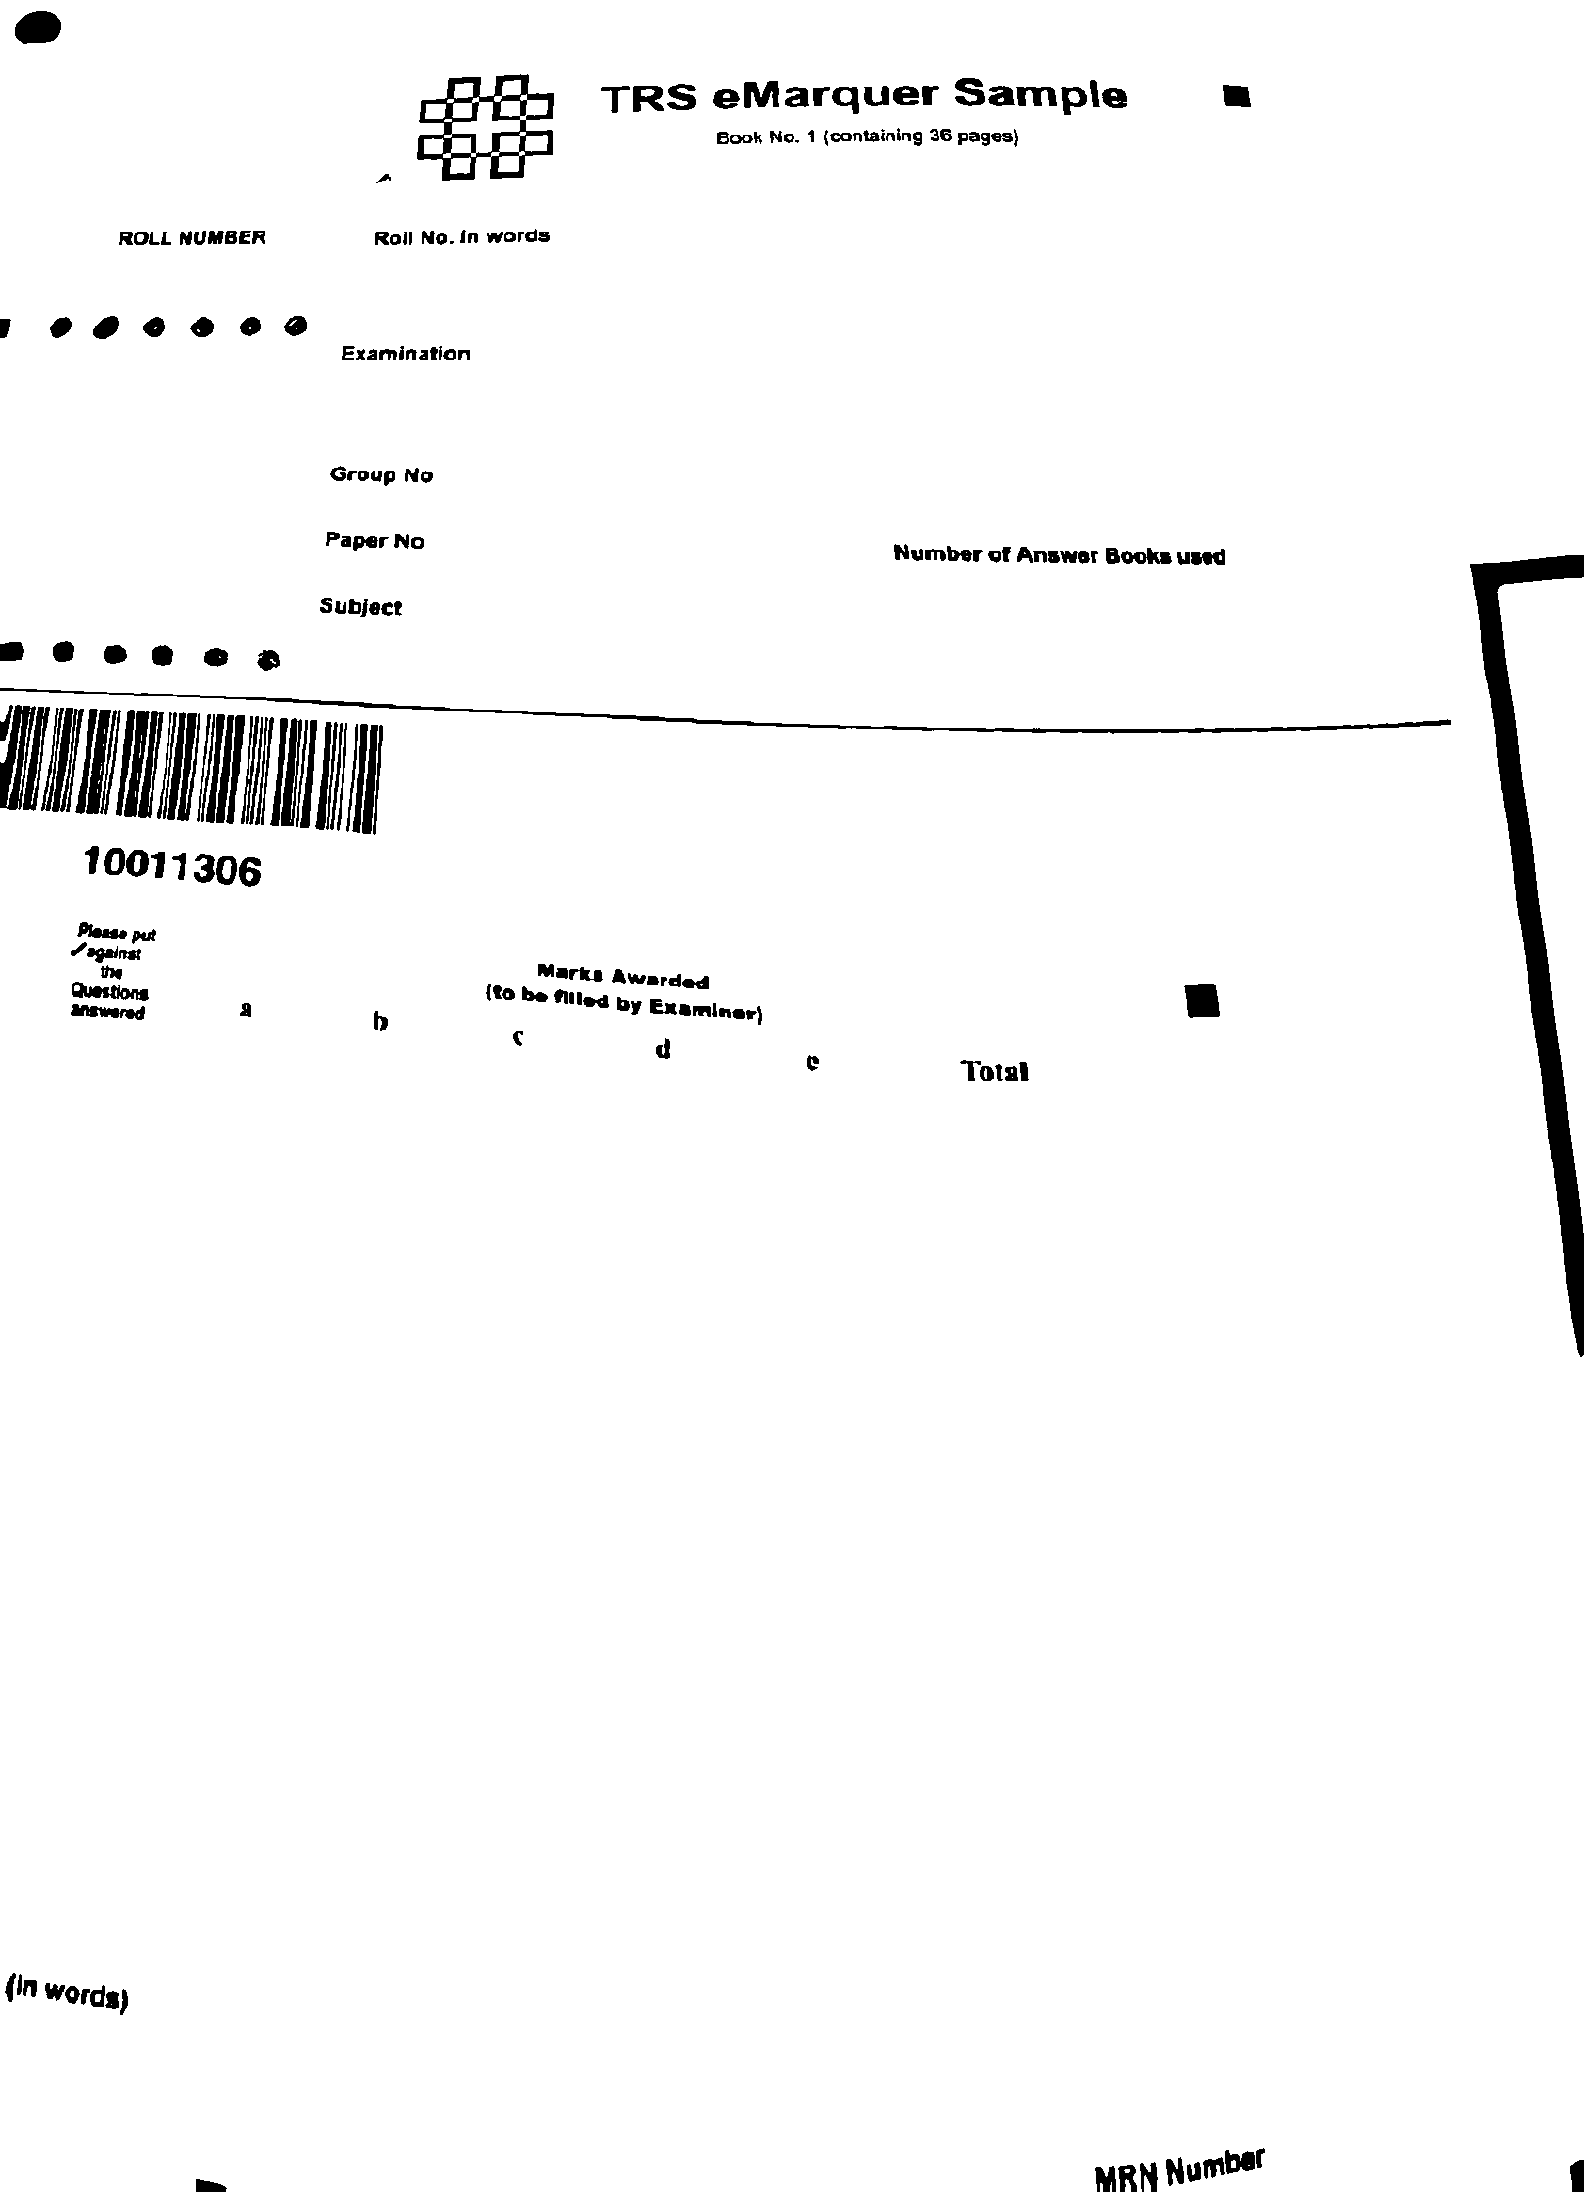 TRS eMarquer Sample
Book No. 1 (containing 36 pages)
ROLL NUMBER
Roll No. in words
Examination
Group No
Paper No
Number of Answer Books used
Subject
10011306
Please put
✓against
the
Questions
answered
Marks Awarded
(to be filled by Examiner)
a b c d e Total
(in words)
MRN Number